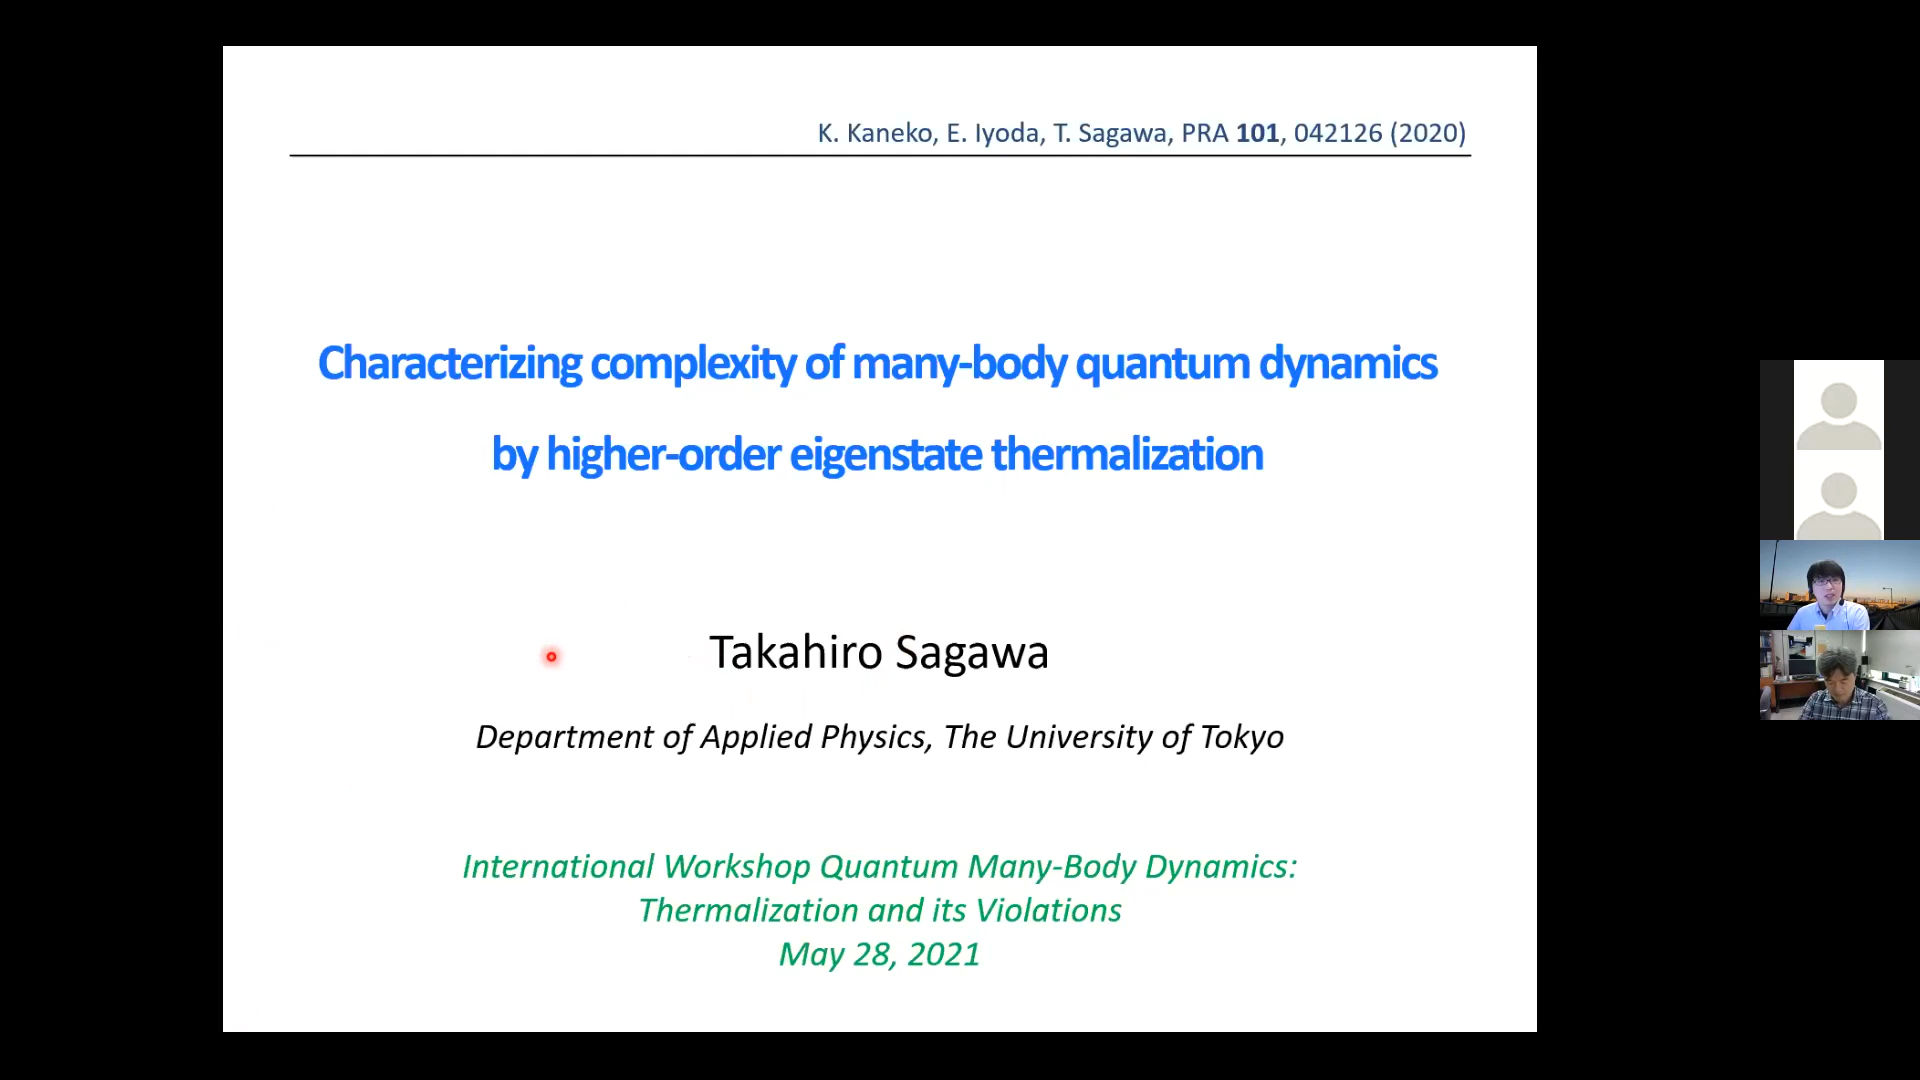 K. Kaneko, E. Iyoda, T. Sagawa, PRA 101, 042126 (2020)
Characterizing complexity of many-body quantum dynamics
by higher-order eigenstate thermalization
Takahiro Sagawa
Department of Applied Physics, The University of Tokyo
International Workshop Quantum Many-Body Dynamics:
Thermalization and its Violations
May 28, 2021